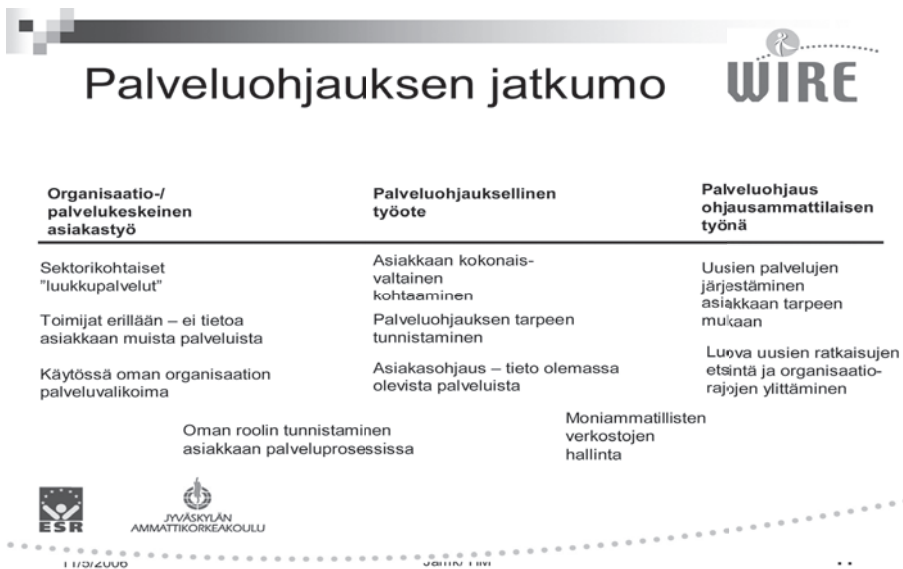 Palveluohjauksen jatkumo
WIRE
Organisaatio-/
palvelukeskeinen
asiakastyö
Palveluohjauksellinen
työote
Palveluohjaus
ohjausammattilaisen
työnä
Sektorikohtaiset
"luukkupalvelut"
Toimijat erillään – ei tietoa
asiakkaan muista palveluista
Käytössä oman organisaation
palveluvalikoima
Asiakkaan kokonais-
valtainen
kohtaaminen
Palveluohjauksen tarpeen
tunnistaminen
Asiakasohjaus – tieto olemassa
olevista palveluista
Uusien palvelujen
järjestäminen
asiakkaan tarpeen
mukaan
Luova uusien ratkaisujen
etsintä ja organisaatio-
rajojen ylittäminen
Oman roolin tunnistaminen
asiakkaan palveluprosessissa
Moniammatillisten
verkostojen
hallinta
ESR
JYVÄSKYLÄN
AMMATTIKORKEAKOULU
11/5/2006